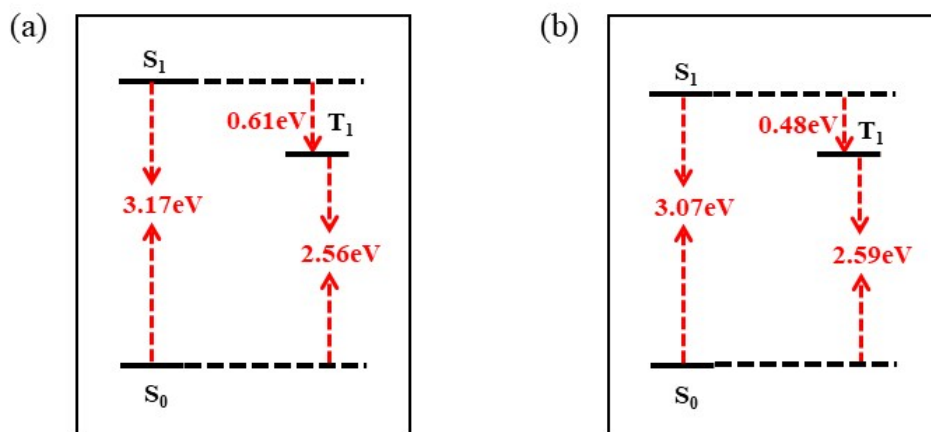 (a)
S₁
0.61eV
T₁
3.17eV
2.56eV
S₀
(b)
S₁
0.48eV
T₁
3.07eV
2.59eV
S₀